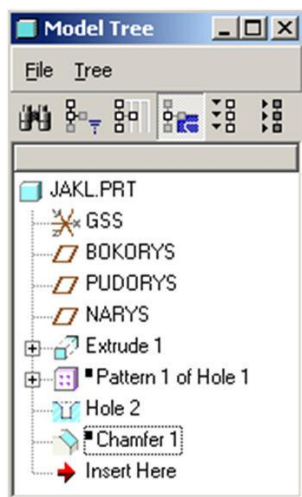 Model Tree
File Tree
JAKL.PRT
GSS
BOKORYS
PUDORYS
NARYS
Extrude 1
Pattern 1 of Hole 1
Hole 2
Chamfer 1
Insert Here